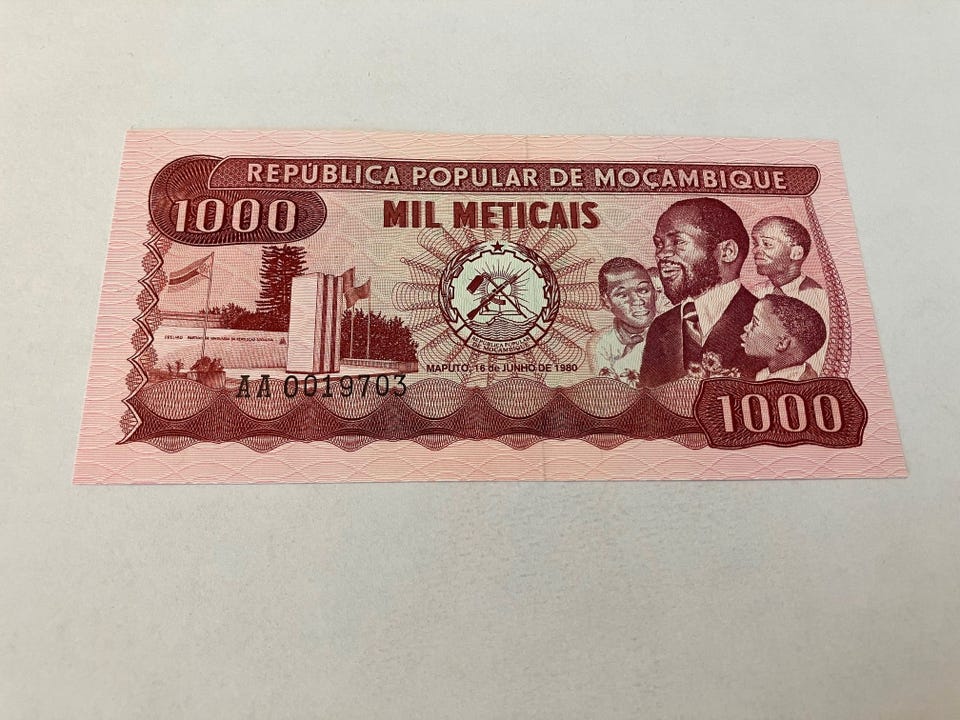 REPÚBLICA POPULAR DE MOÇAMBIQUE
1000
MIL METICAIS
REPÚBLICA POPULAR
DE MOÇAMBIQUE
MAPUTO, 16 de JUNHO DE 1980
AA 0019703
1000